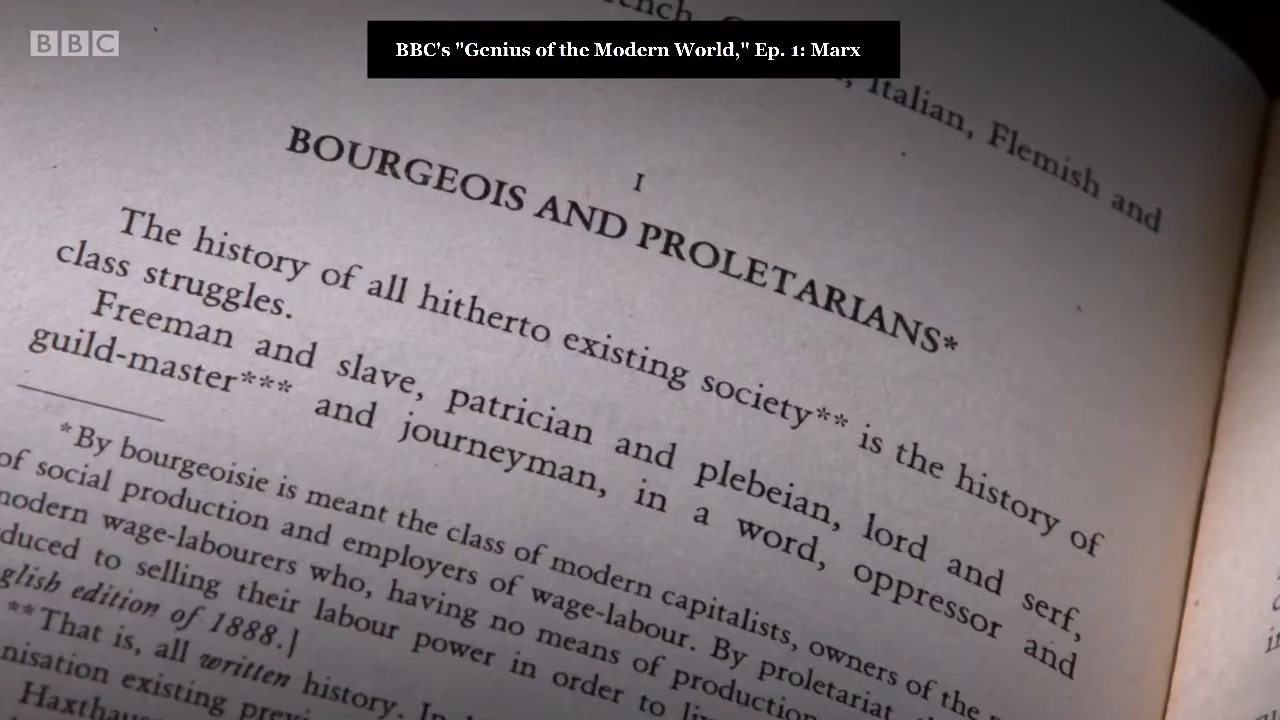 BBC
BBC's "Genius of the Modern World," Ep. 1: Marx
Italian, Flemish and
I
BOURGEOIS AND PROLETARIANS*
The history of all hitherto existing society** is the history of
class struggles.
Freeman and slave, patrician and plebeian, lord and serf,
guild-master*** and journeyman, in a word, oppressor and
*By bourgeoisie is meant the class of modern capitalists, owners of the
of social production and employers of wage-labour. By proletariat
modern wage-labourers who, having no means of production
duced to selling their labour power in order to
glish edition of 1888.]
**That is, all written history. In
nisation existing